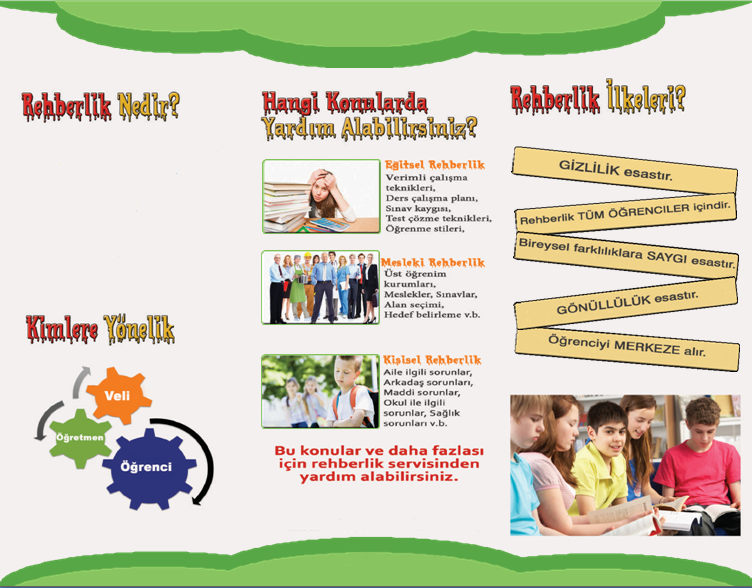 Rehberlik Nedir?
Kimlere Yönelik
Veli
Öğretmen
Öğrenci
Hangi Konularda
Yardım Alabilirsiniz?
Eğitsel Rehberlik
Verimli çalışma
teknikleri,
Ders çalışma planı,
Sınav kaygısı,
Test çözme teknikleri,
Öğrenme stileri,
Mesleki Rehberlik
Üst öğrenim
kurumları,
Meslekler, Sınavlar,
Alan seçimi,
Hedef belirleme v.b.
Kişisel Rehberlik
Aile ilgili sorunlar,
Arkadaş sorunları,
Maddi sorunlar,
Okul ile ilgili
sorunlar, Sağlık
sorunları v.b.
Bu konular ve daha fazlası
için rehberlik servisinden
yardım alabilirsiniz.
Rehberlik İlkeleri?
GİZLİLİK esastır.
Rehberlik TÜM ÖĞRENCILER içindir.
Bireysel farklılıklara SAYGI esastır.
GÖNÜLLÜLÜK esastır.
Öğrenciyi MERKEZE alır.